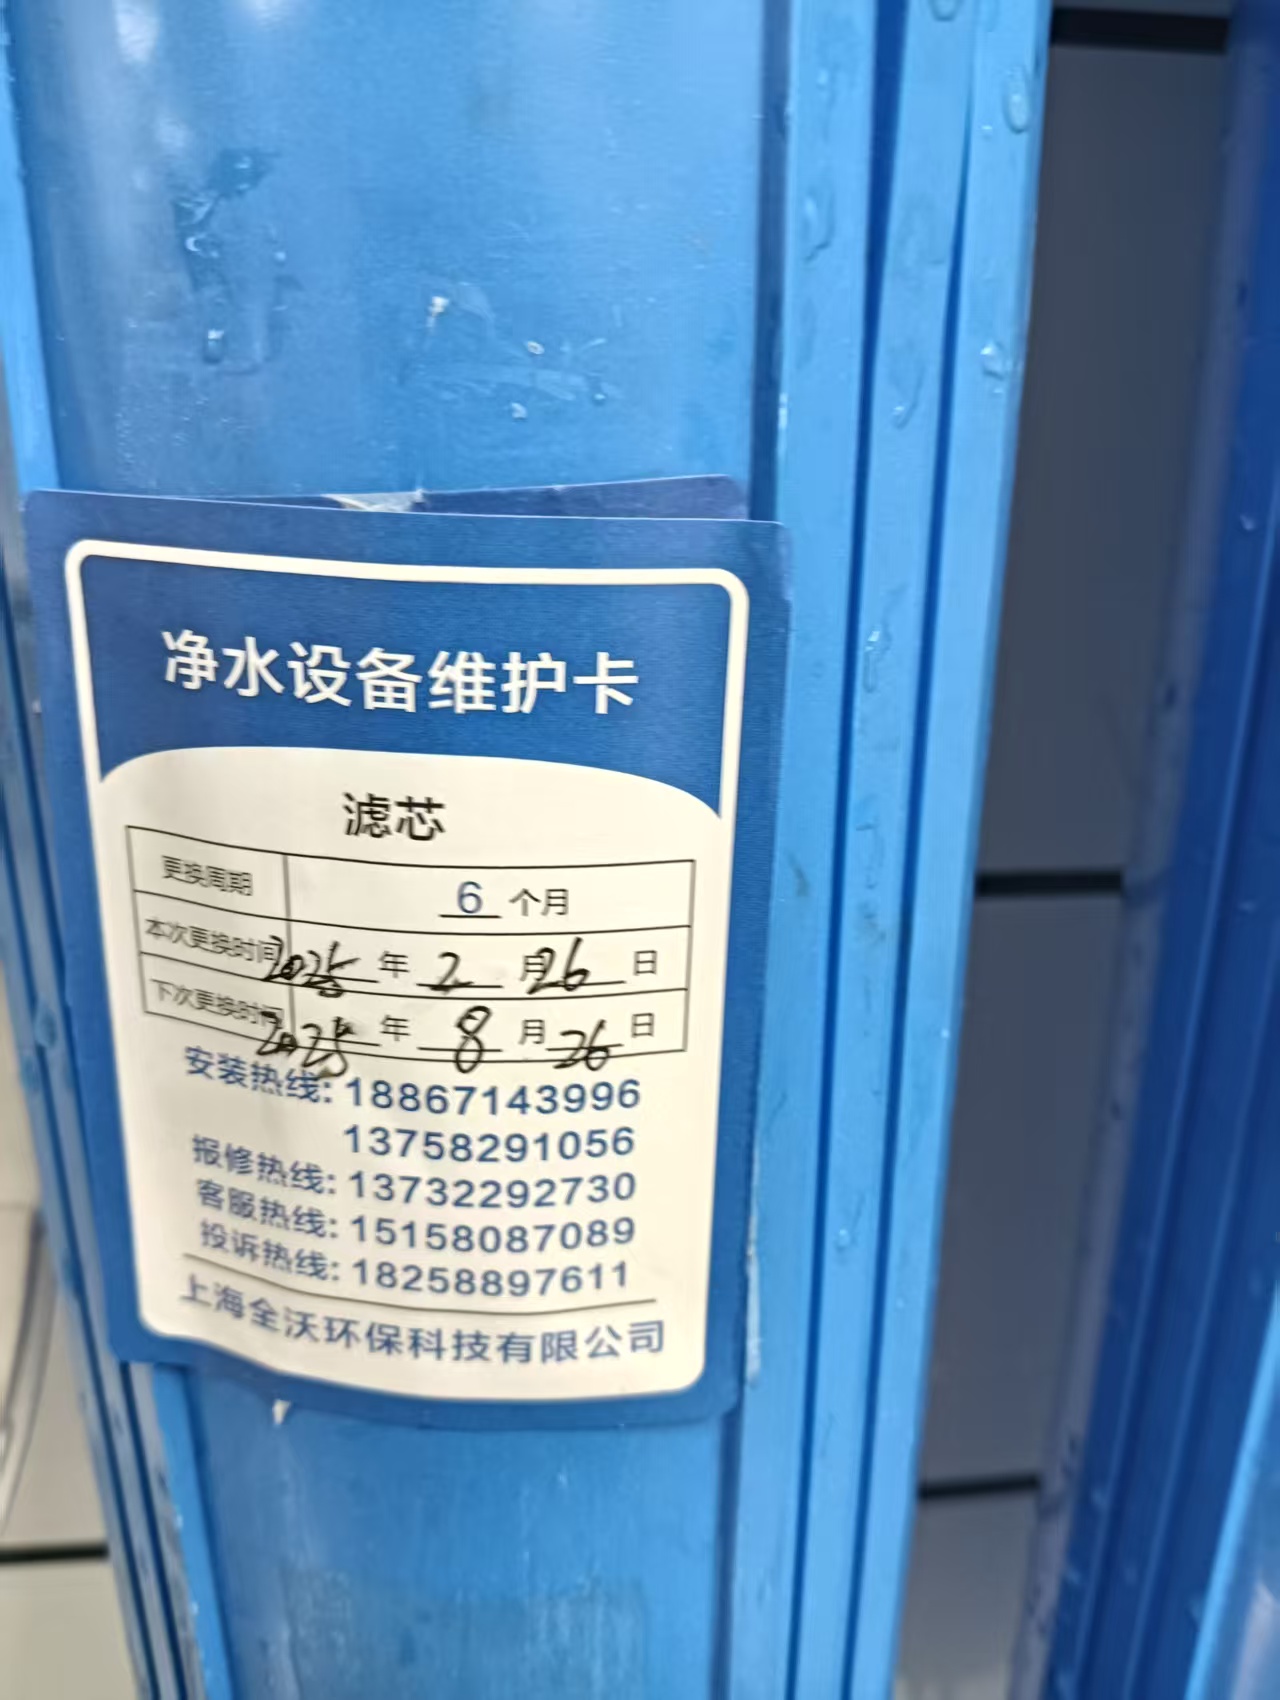 净水设备维护卡
滤芯
更换周期 6 个月
本次更换时间 2025 年 2 月 26 日
下次更换时间 2025 年 8 月 26 日
安装热线: 18867143996
13758291056
报修热线: 13732292730
客服热线: 15158087089
投诉热线: 18258897611
上海全沃环保科技有限公司